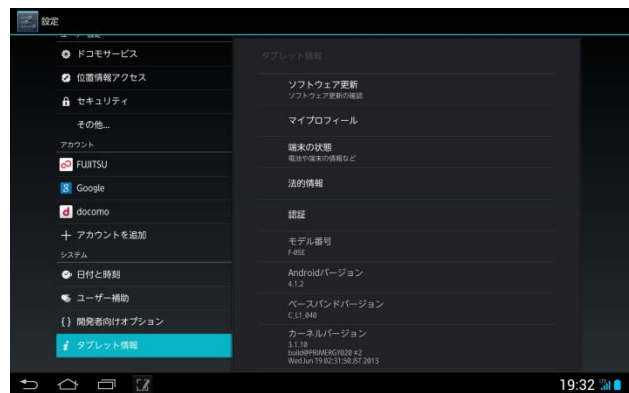 設定
ドコモサービス
位置情報アクセス
セキュリティ
その他...
アカウント
FUJITSU
Google
docomo
アカウントを追加
システム
日付と時刻
ユーザー補助
{ } 開発者向けオプション
タブレット情報
タブレット情報
ソフトウェア更新
ソフトウェア更新の確認
マイプロフィール
端末の状態
電池や端末の情報など
法的情報
認証
モデル番号
F-05E
Androidバージョン
4.1.2
ベースバンドバージョン
C_L1_040
カーネルバージョン
3.1.10
build@PRIMERGY020 #2
Wed Jun 19 02:31:50 JST 2013
19:32